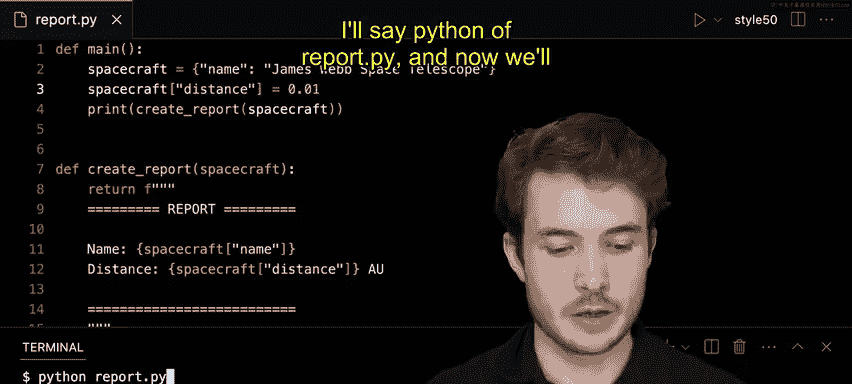 report.py
style50
I'll say python of
report.py, and now we'll
1 def main():
2 spacecraft = {"name": "James Webb Space Telescope"}
3 spacecraft["distance"] = 0.01
4 print(create_report(spacecraft))
5
6
7 def create_report(spacecraft):
8 return f"""
9 ========= REPORT =========
10
11 Name: {spacecraft["name"]}
12 Distance: {spacecraft["distance"]} AU
13
14 ==========================
"""
TERMINAL
$ python report.py